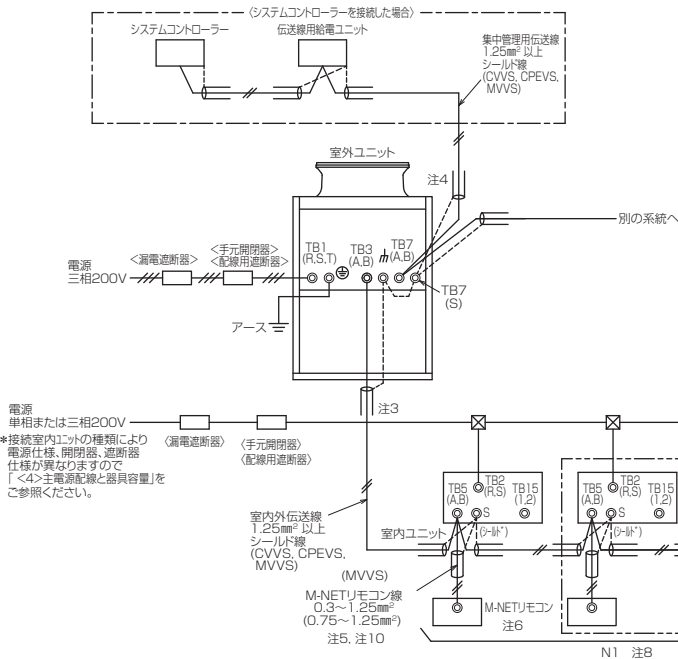 〈システムコントローラーを接続した場合〉
システムコントローラー
伝送線用給電ユニット
集中管理用伝送線
1.25mm²以上
シールド線
(CVVS, CPEVS,
MVVS)
室外ユニット
注4
別の系統へ
TB1
(R,S,T)
TB3
(A,B)
TB7
(A,B)
<漏電遮断器>
<手元開閉器>
<配線用遮断器>
電源
三相200V
TB7
(S)
アース
注3
電源
単相または三相200V
*接続室内ユニットの種類により
電源仕様、開閉器、遮断器
仕様が異なりますので
「<4>主電源配線と器具容量」を
ご参照ください。
〈漏電遮断器〉
〈手元開閉器〉
〈配線用遮断器〉
TB5
(A,B)
TB2
(R,S)
TB15
(1,2)
S
(シールド)
TB5
(A,B)
TB2
(R,S)
TB15
(1,2)
S
(シールド)
室内ユニット
室内外伝送線
1.25mm²以上
シールド線
(CVVS, CPEVS,
MVVS)
(MVVS)
M-NETリモコン線
0.3～1.25mm²
(0.75～1.25mm²)
注5, 注10
M-NETリモコン
注6
N1 注8